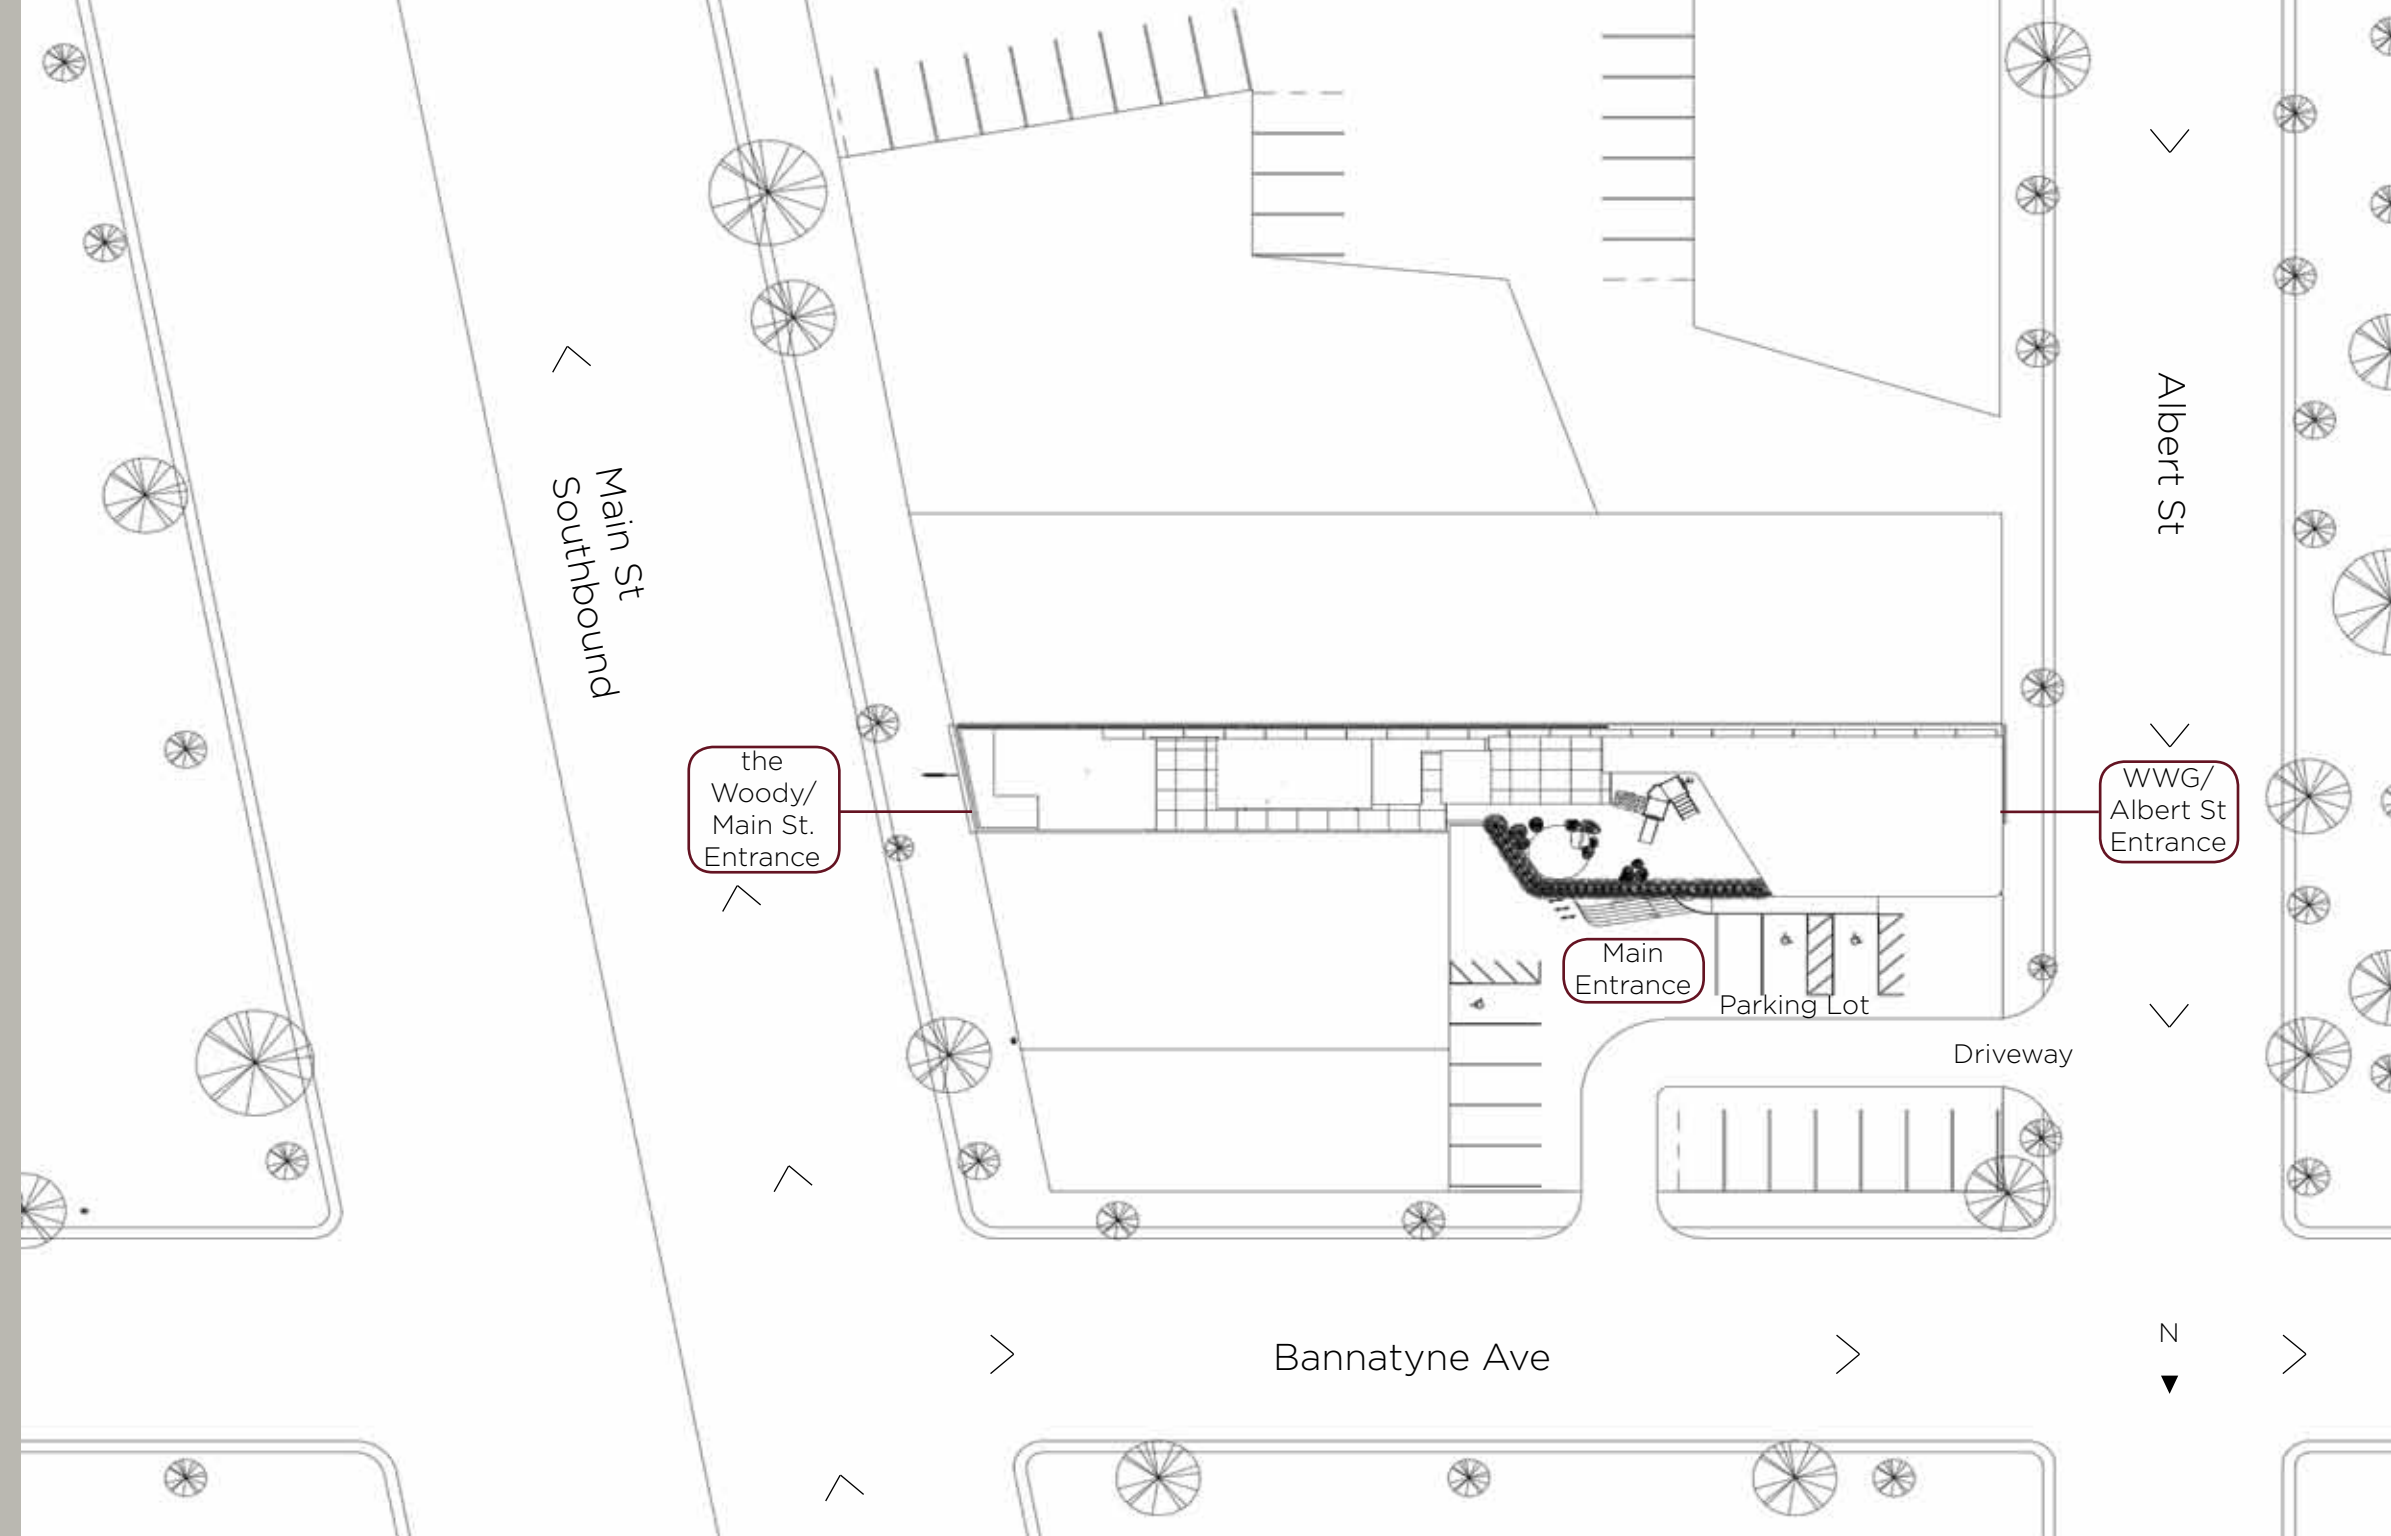 Albert St
Main St
Southbound
the
Woody/
Main St.
Entrance
WWG/
Albert St
Entrance
Main
Entrance
Parking Lot
Driveway
Bannatyne Ave
N